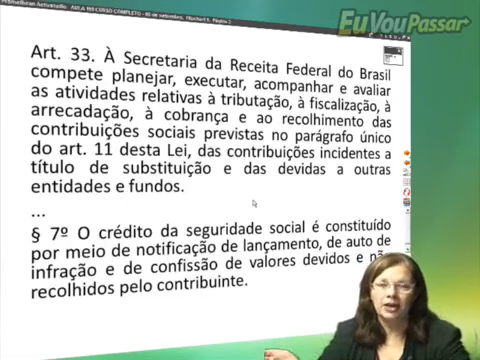 EuVouPassar
Art. 33. À Secretaria da Receita Federal do Brasil
compete planejar, executar, acompanhar e avaliar
as atividades relativas à tributação, à fiscalização, à
arrecadação, à cobrança e ao recolhimento das
contribuições sociais previstas no parágrafo único
do art. 11 desta Lei, das contribuições incidentes a
título de substituição e das devidas a outras
entidades e fundos.
...
§ 7º O crédito da seguridade social é constituído
por meio de notificação de lançamento, de auto de
infração e de confissão de valores devidos e
recolhidos pelo contribuinte.